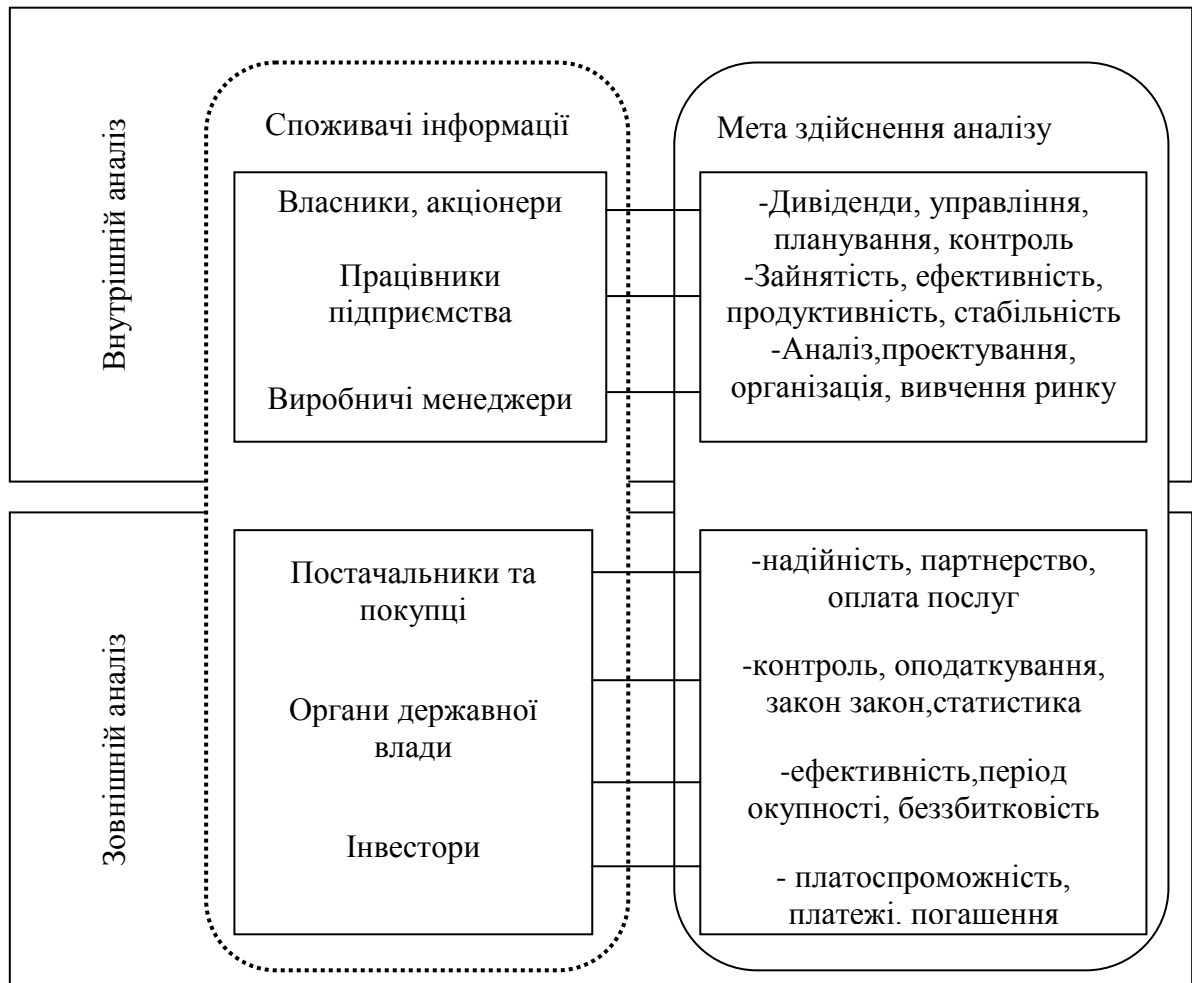 Внутрішній аналіз
Споживачі інформації
Власники, акціонери
Працівники
підприємства
Виробничі менеджери
Мета здійснення аналізу
-Дивіденди, управління,
планування, контроль
-Зайнятість, ефективність,
продуктивність, стабільність
-Аналіз,проектування,
організація, вивчення ринку
Зовнішній аналіз
Постачальники та
покупці
Органи державної
влади
Інвестори
-надійність, партнерство,
оплата послуг
-контроль, оподаткування,
закон закон,статистика
-ефективність,період
окупності, беззбитковість
- платоспроможність,
платежі. погашення